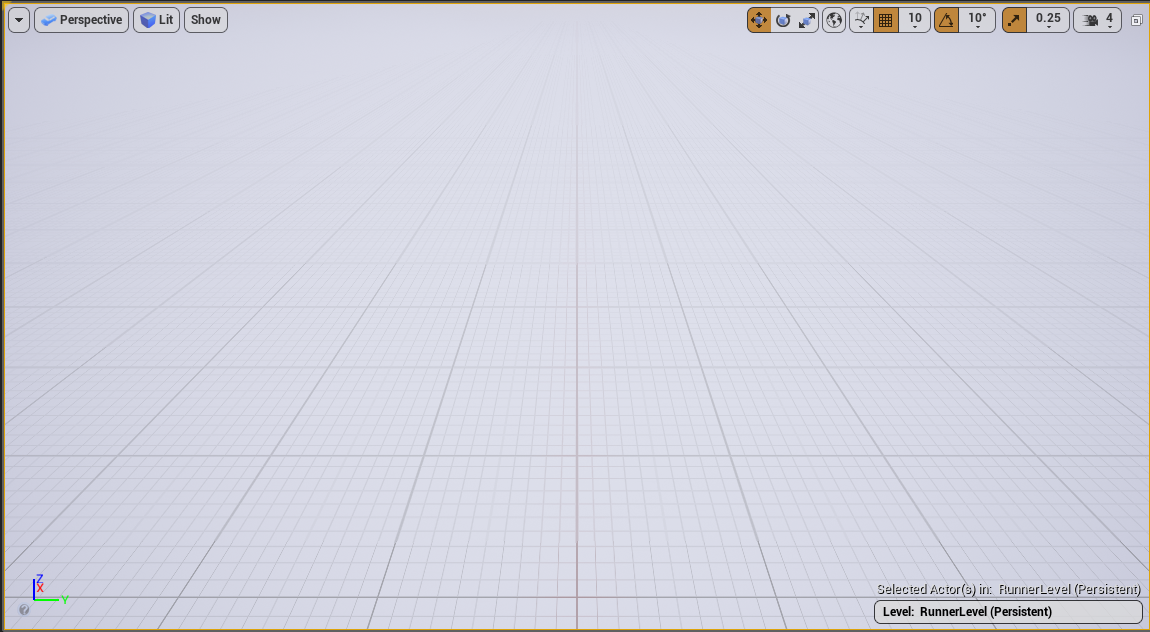 Perspective Lit Show 10 10° 0.25 4
Z
X
Y
?
Selected Actor(s) in: RunnerLevel (Persistent)
Level: RunnerLevel (Persistent)